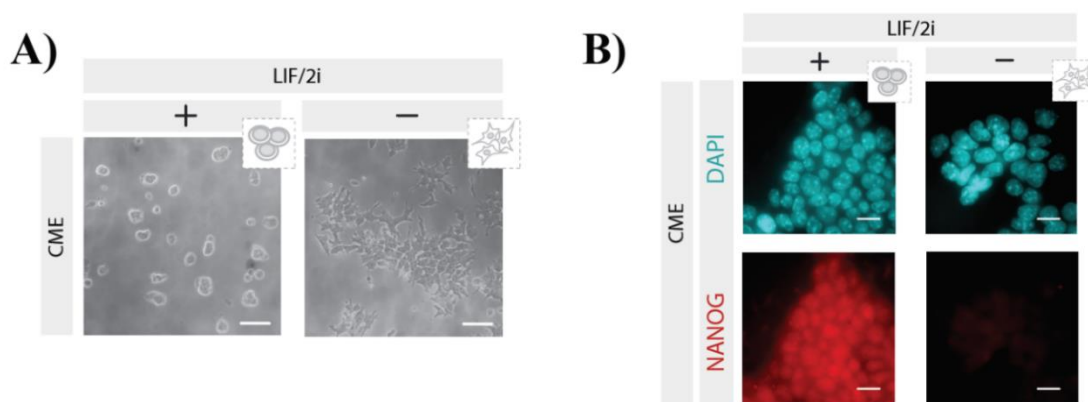 A)
LIF/2i
+
−
CME
B)
LIF/2i
+
−
CME
DAPI
NANOG